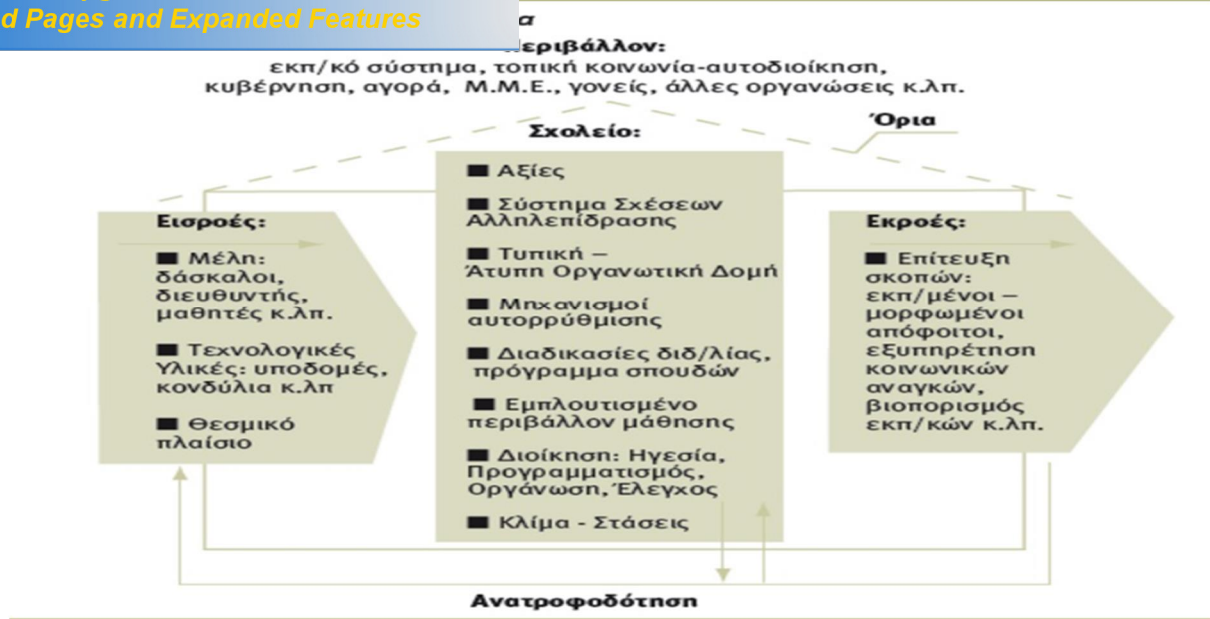 d Pages and Expanded Features
α
εριβάλλον:
εκπ/κό σύστημα, τοπική κοινωνία-αυτοδιοίκηση,
κυβέρνηση, αγορά, Μ.Μ.Ε., γονείς, άλλες οργανώσεις κ.λπ.
Όρια
Σχολείο:
■ Αξίες
■ Σύστημα Σχέσεων
Αλληλεπίδρασης
■ Τυπική –
Άτυπη Οργανωτική Δομή
■ Μηχανισμοί
αυτορρύθμισης
■ Διαδικασίες διδ/λίας,
πρόγραμμα σπουδών
■ Εμπλουτισμένο
περιβάλλον μάθησης
■ Διοίκηση: Ηγεσία,
Προγραμματισμός,
Οργάνωση, Έλεγχος
■ Κλίμα - Στάσεις
Εισροές:
■ Μέλη:
δάσκαλοι,
διευθυντής,
μαθητές κ.λπ.
■ Τεχνολογικές
Υλικές: υποδομές,
κονδύλια κ.λπ
■ Θεσμικό
πλαίσιο
Εκροές:
■ Επίτευξη
σκοπών:
εκπ/μένοι –
μορφωμένοι
απόφοιτοι,
εξυπηρέτηση
κοινωνικών
αναγκών,
βιοπορισμός
εκπ/κών κ.λπ.
Ανατροφοδότηση